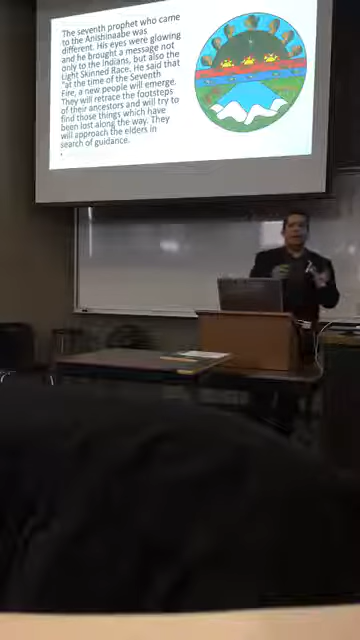 The seventh prophet who came
to the Anishinaabe was
different. His eyes were glowing
and he brought a message not
only to the Indians, but also the
Light Skinned Race. He said that
"at the time of the Seventh
Fire, a new people will emerge.
They will retrace the footsteps
of their ancestors and will try to
find those things which have
been lost along the way. They
will approach the elders in
search of guidance.